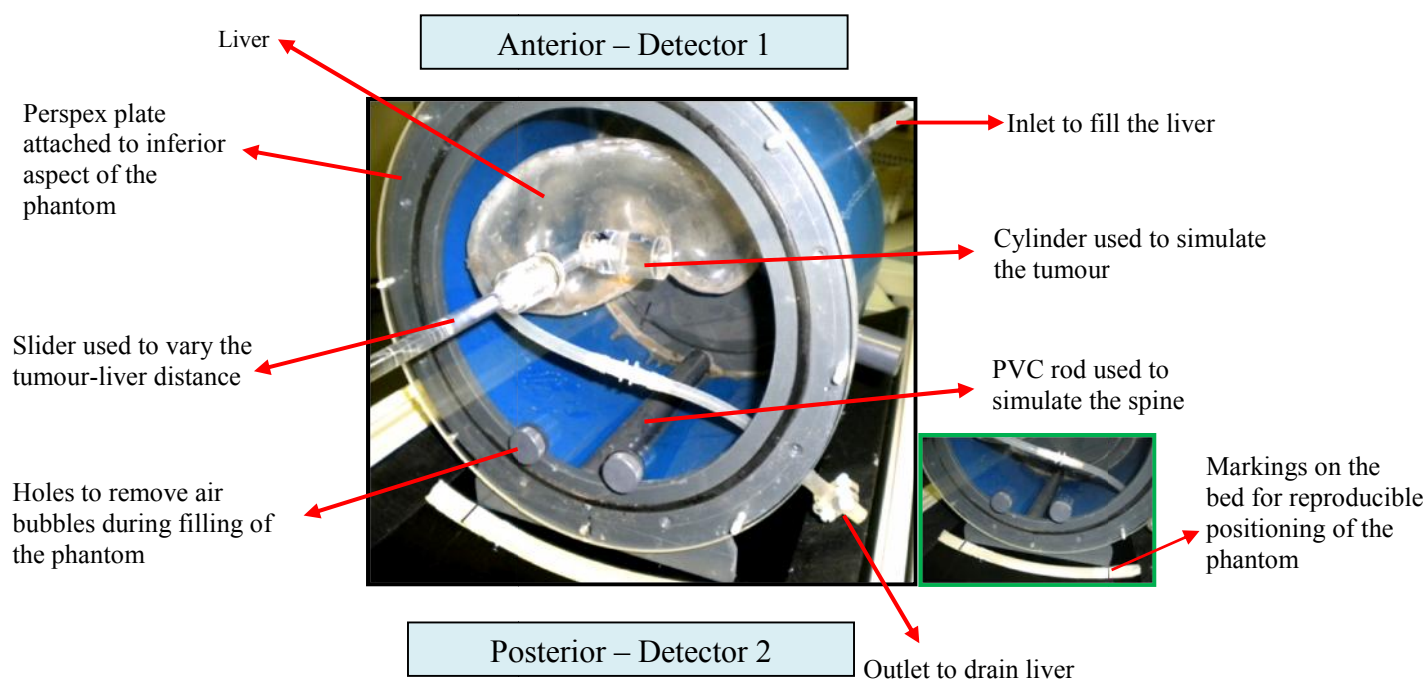 Anterior – Detector 1
Liver
Perspex plate
attached to inferior
aspect of the
phantom
Inlet to fill the liver
Cylinder used to simulate
the tumour
Slider used to vary the
tumour-liver distance
PVC rod used to
simulate the spine
Holes to remove air
bubbles during filling of
the phantom
Markings on the
bed for reproducible
positioning of the
phantom
Posterior – Detector 2
Outlet to drain liver